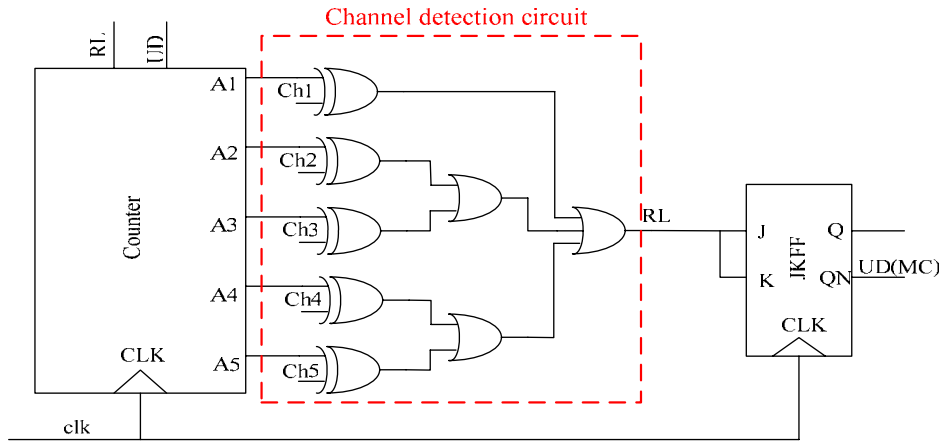 Channel detection circuit
RL
UD
A1
Ch1
A2
Ch2
Counter
A3
Ch3
A4
Ch4
A5
Ch5
CLK
clk
RL
J
Q
JKFF
K
QN
UD(MC)
CLK